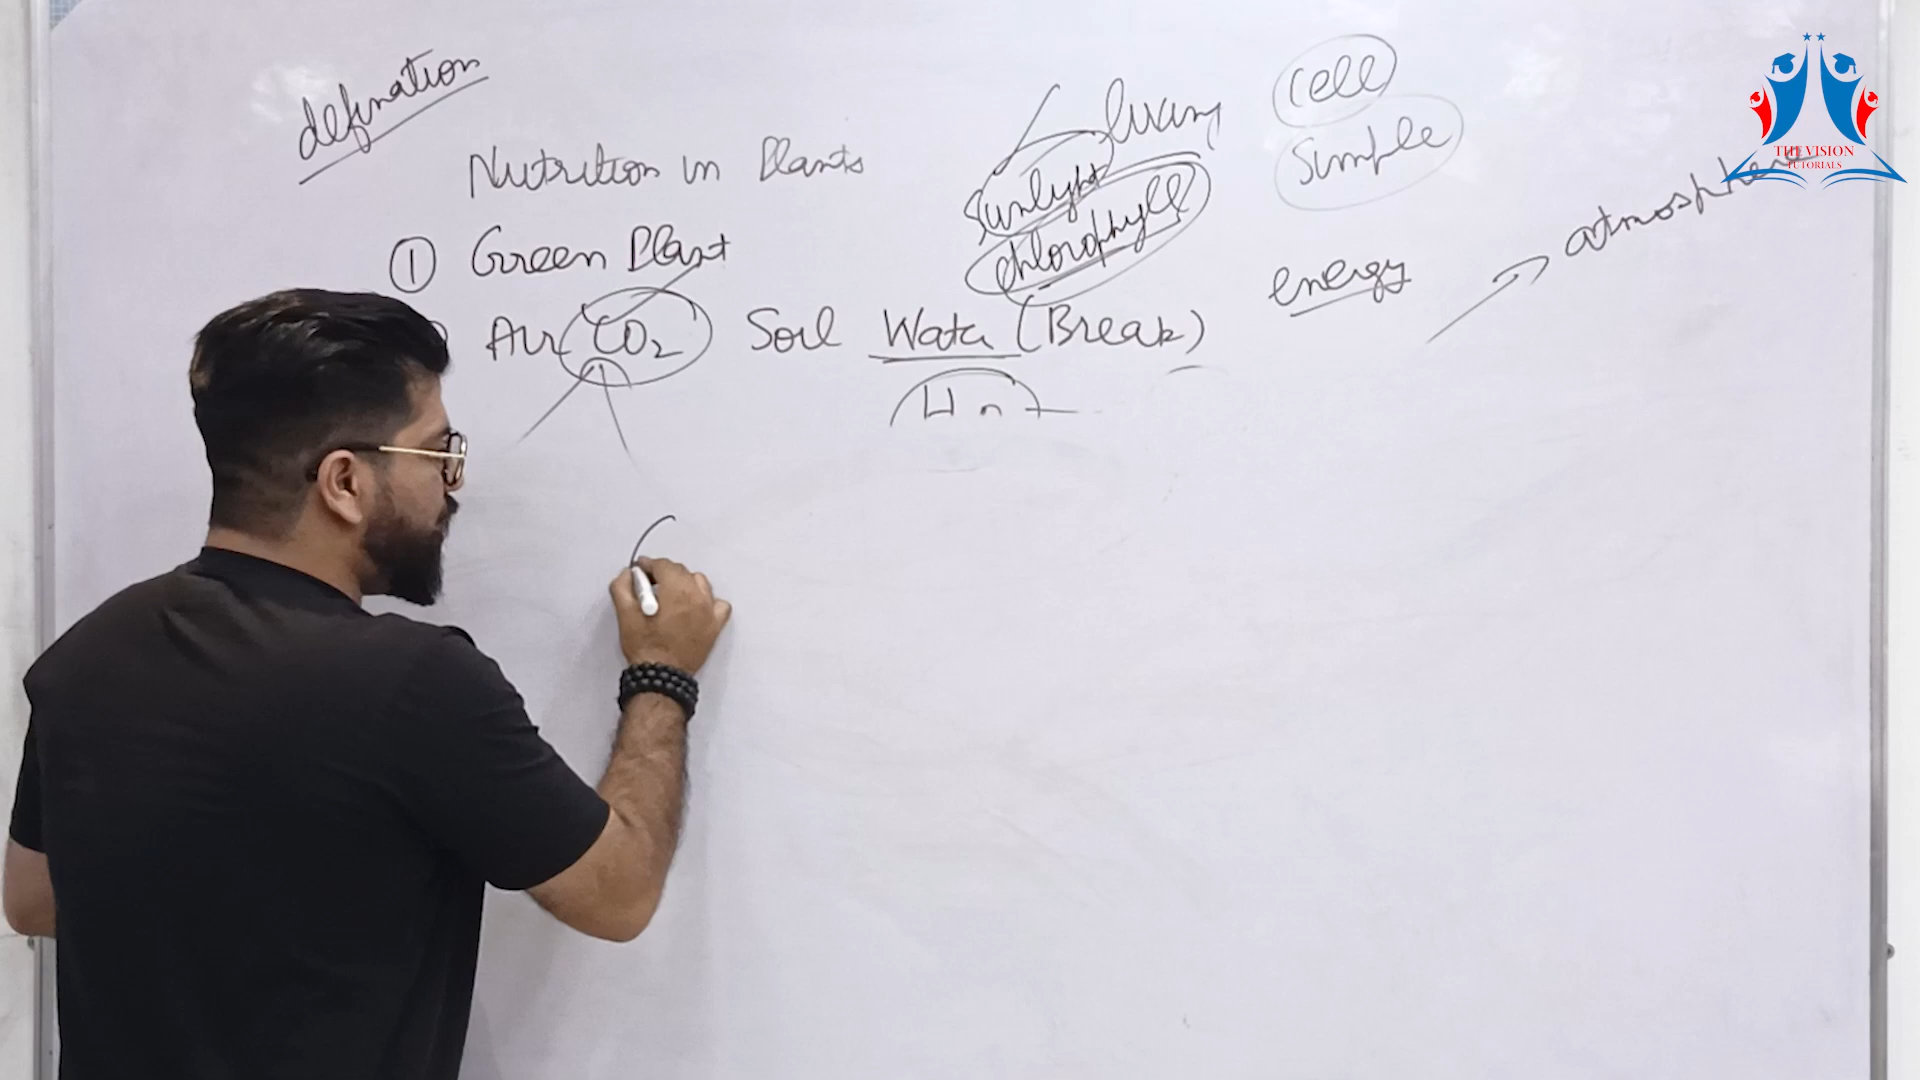 defination
Nutrition in Plants
① Green Plant
Air CO₂ Soil Water (Break)
living
sunlight
chlorophyll
cell
Simple
energy
atmosphere
THE VISION
TUTORIALS